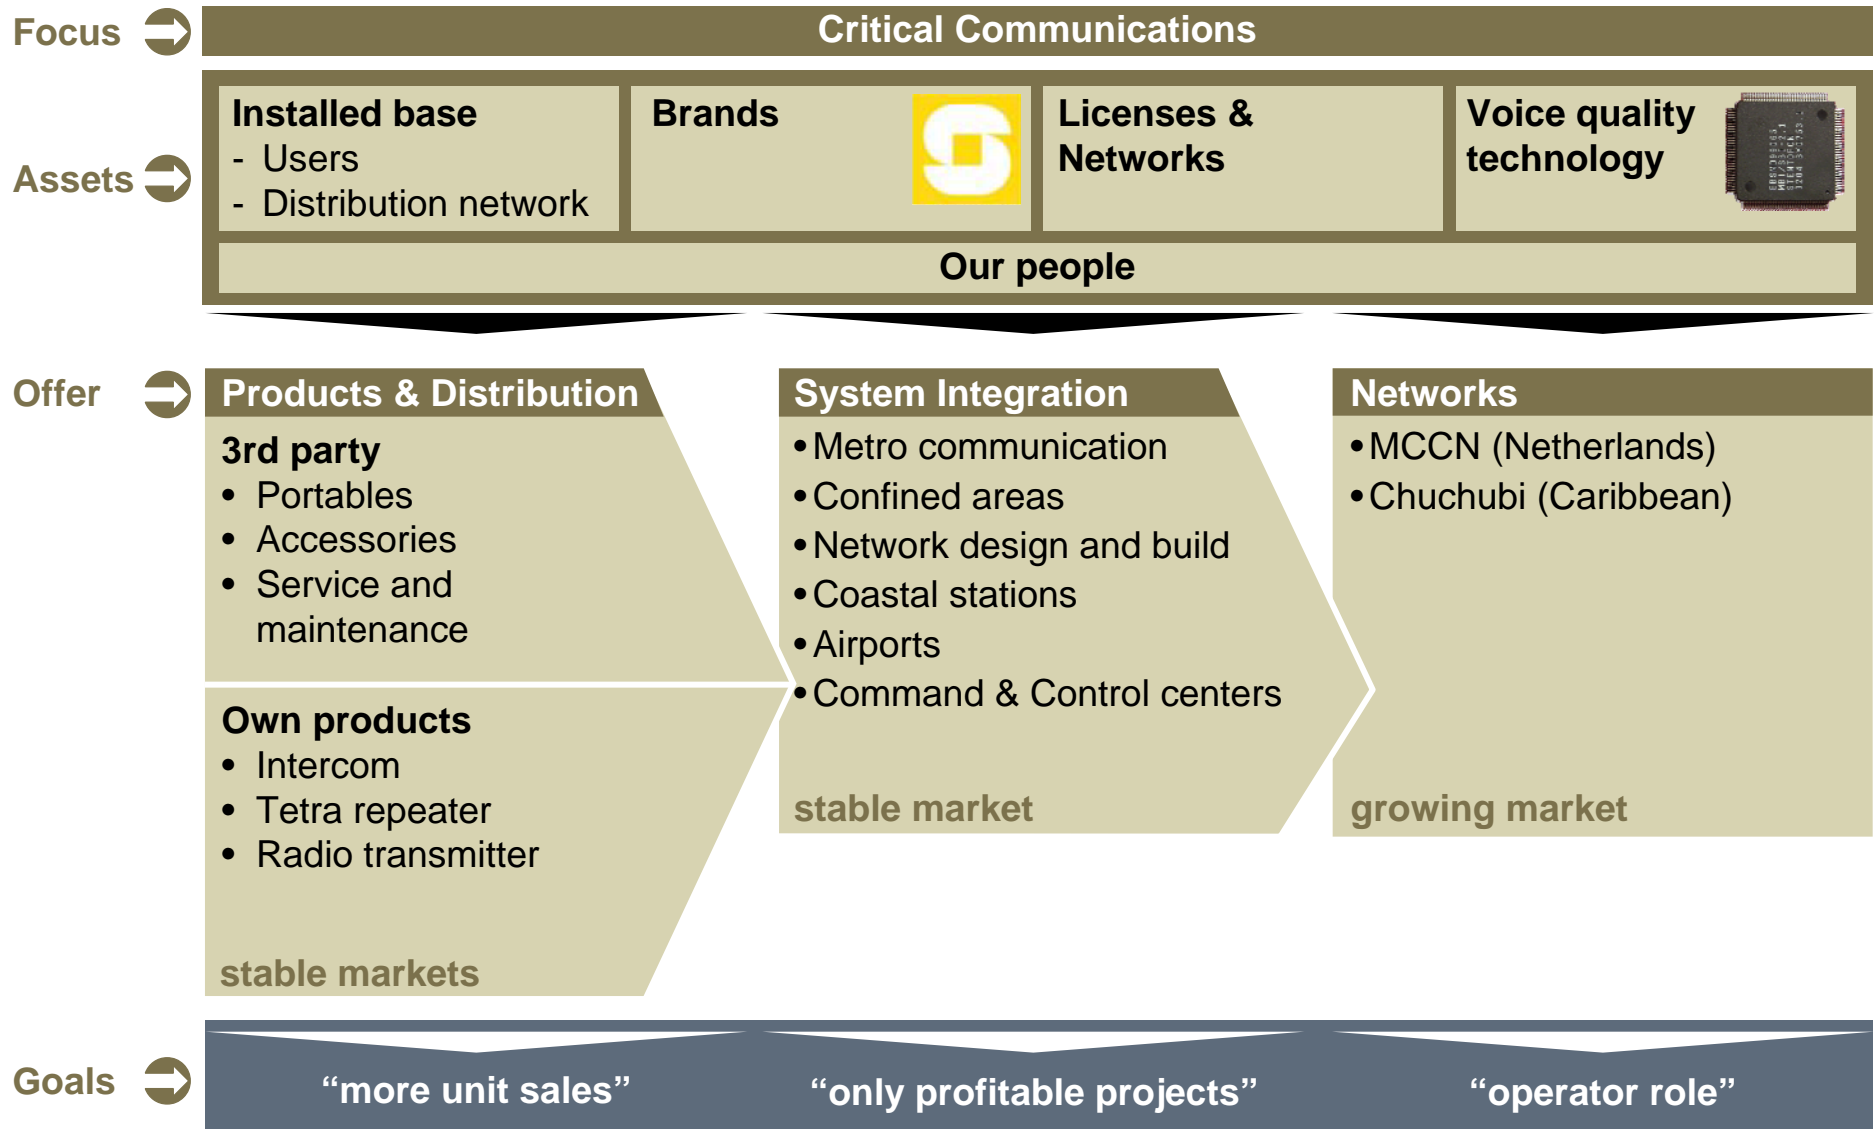 Focus
Critical Communications
Assets
Installed base
- Users
- Distribution network
Brands
Licenses &
Networks
Voice quality
technology
Our people
Offer
Products & Distribution
3rd party
• Portables
• Accessories
• Service and
maintenance
Own products
• Intercom
• Tetra repeater
• Radio transmitter
stable markets
System Integration
• Metro communication
• Confined areas
• Network design and build
• Coastal stations
• Airports
• Command & Control centers
stable market
Networks
• MCCN (Netherlands)
• Chuchubi (Caribbean)
growing market
Goals
“more unit sales”
“only profitable projects”
“operator role”